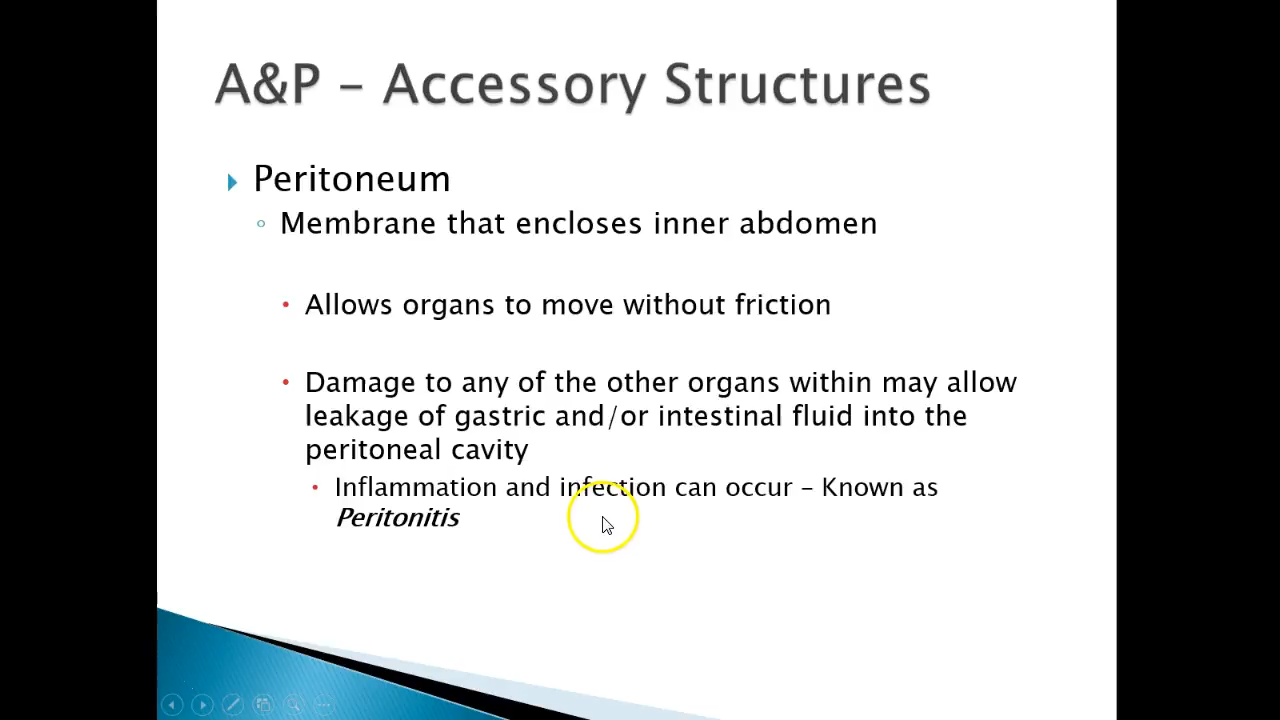 A&P – Accessory Structures
Peritoneum
Membrane that encloses inner abdomen
Allows organs to move without friction
Damage to any of the other organs within may allow
leakage of gastric and/or intestinal fluid into the
peritoneal cavity
Inflammation and infection can occur – Known as
Peritonitis